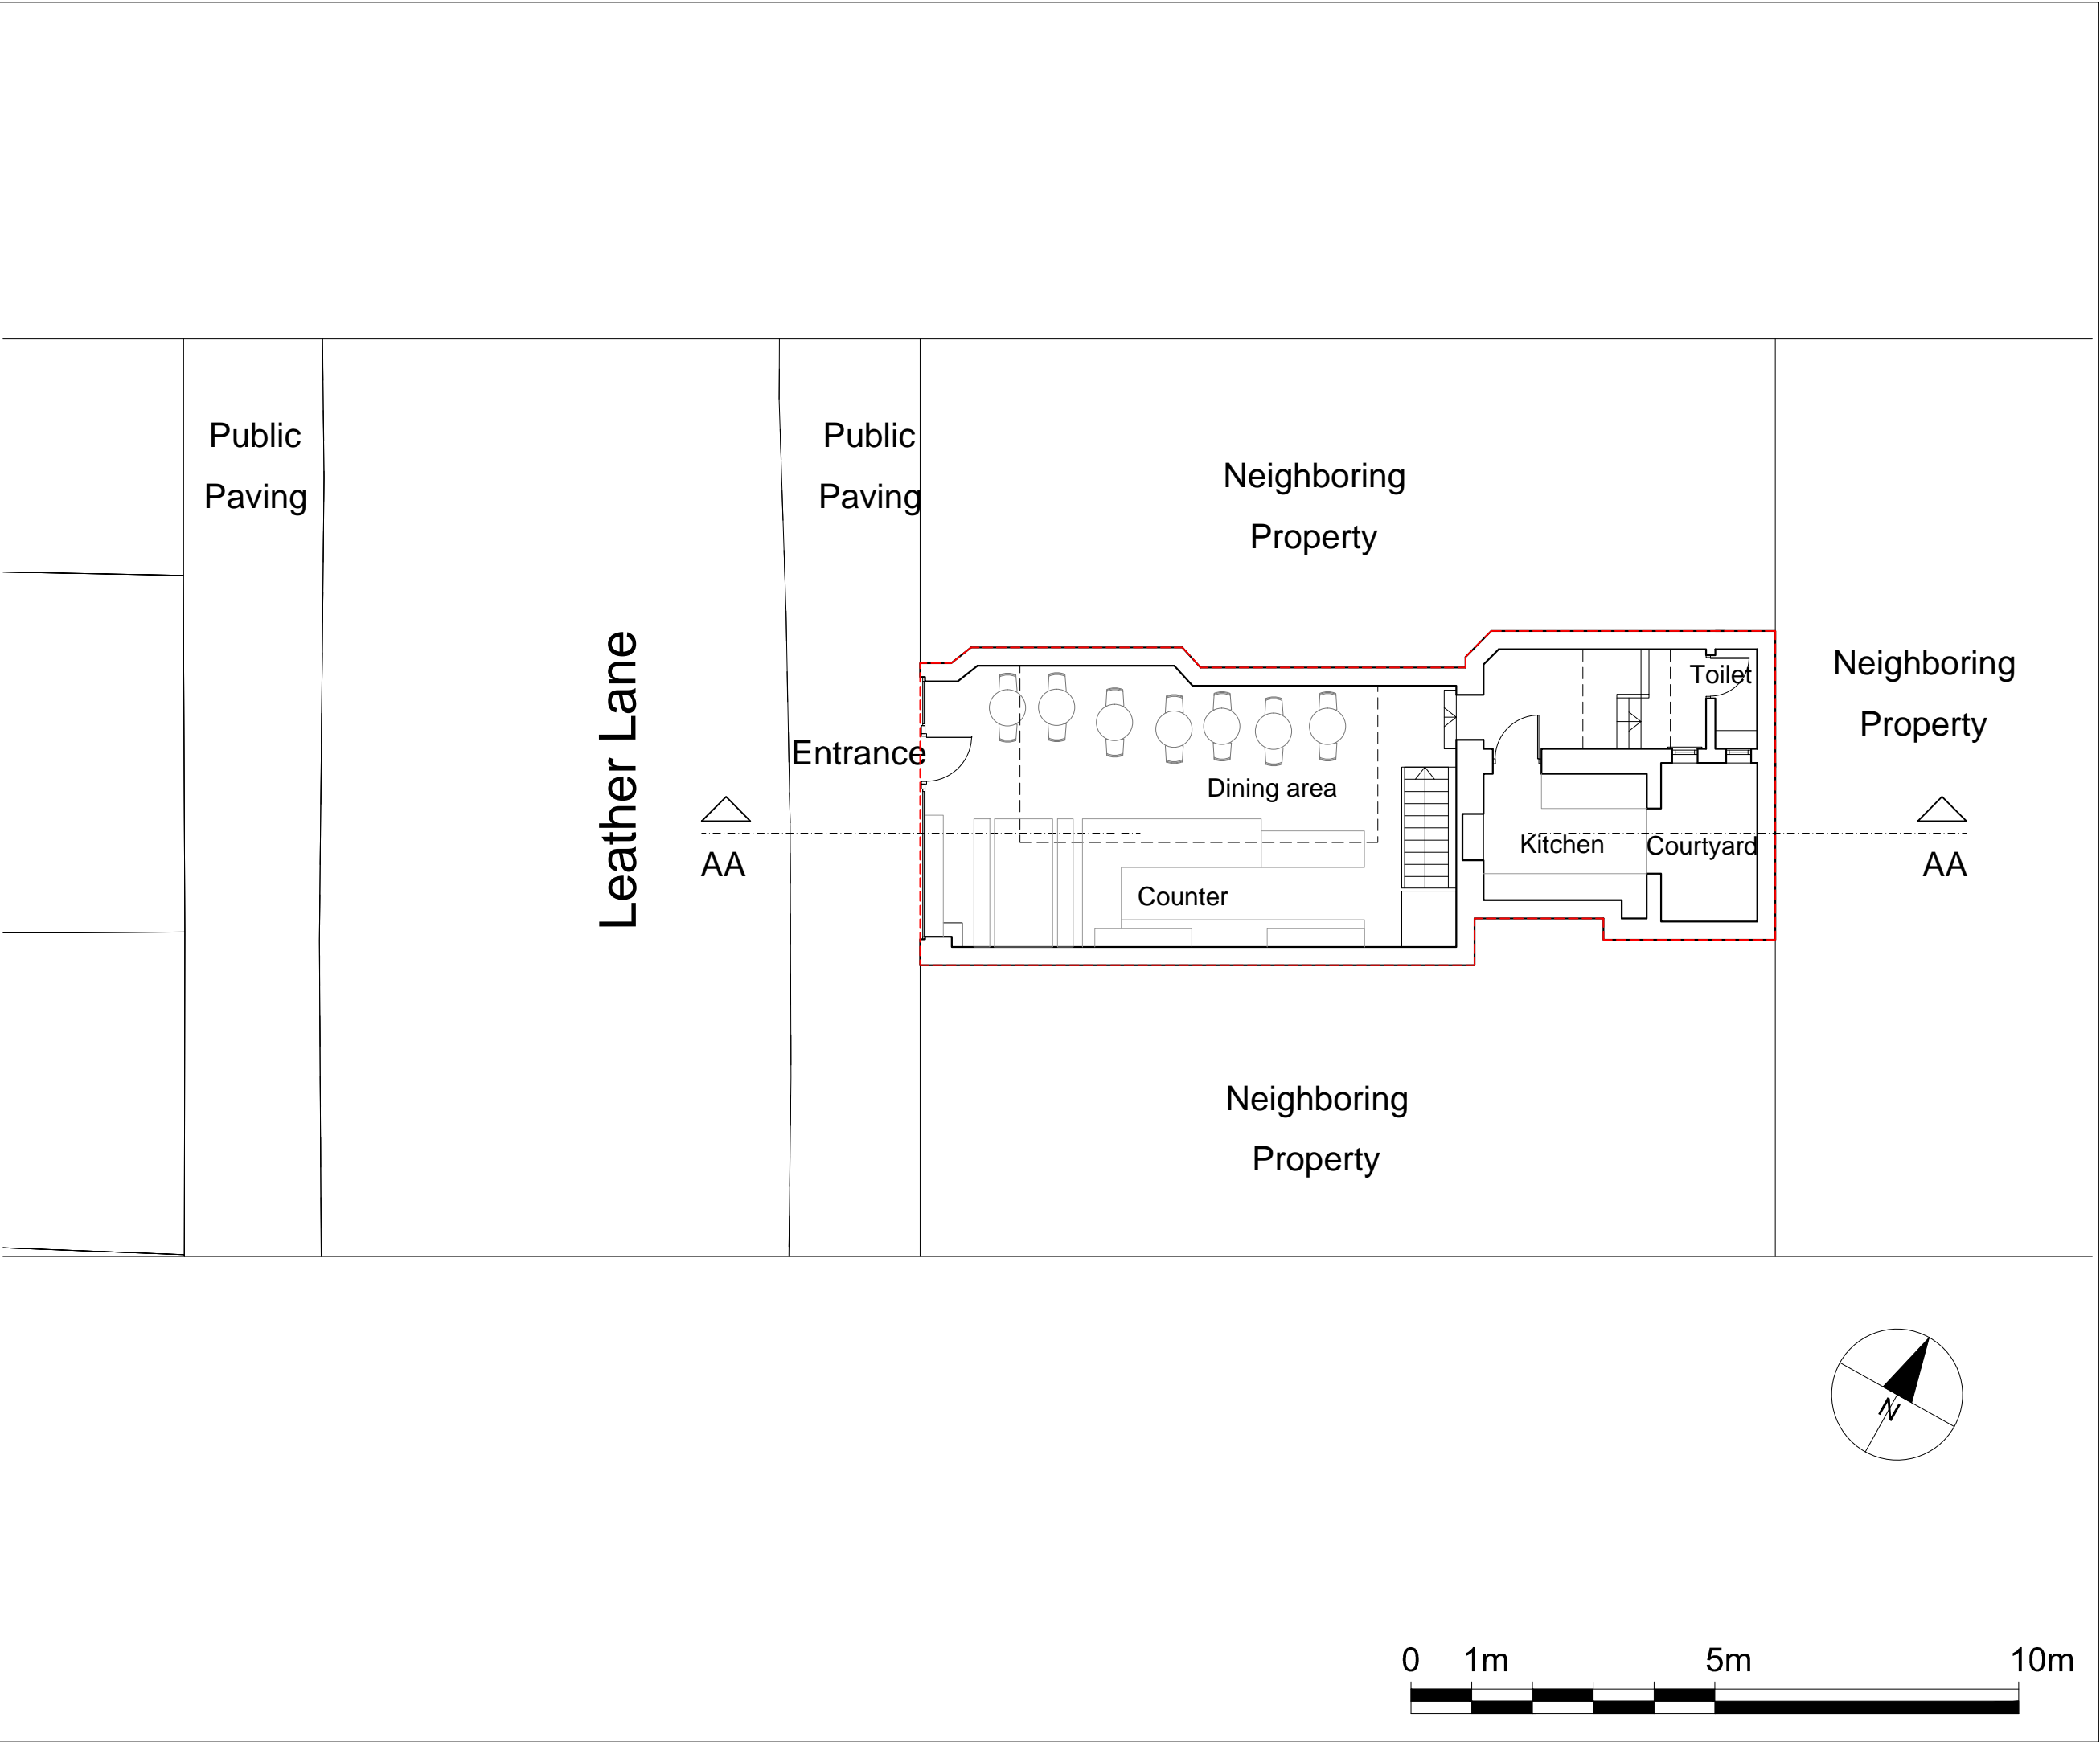 Public
Paving
Public
Paving
Neighboring
Property
Neighboring
Property
Leather Lane
Entrance
Toilet
Dining area
AA
Kitchen
Courtyard
AA
Counter
Neighboring
Property
N
0 1m 5m 10m